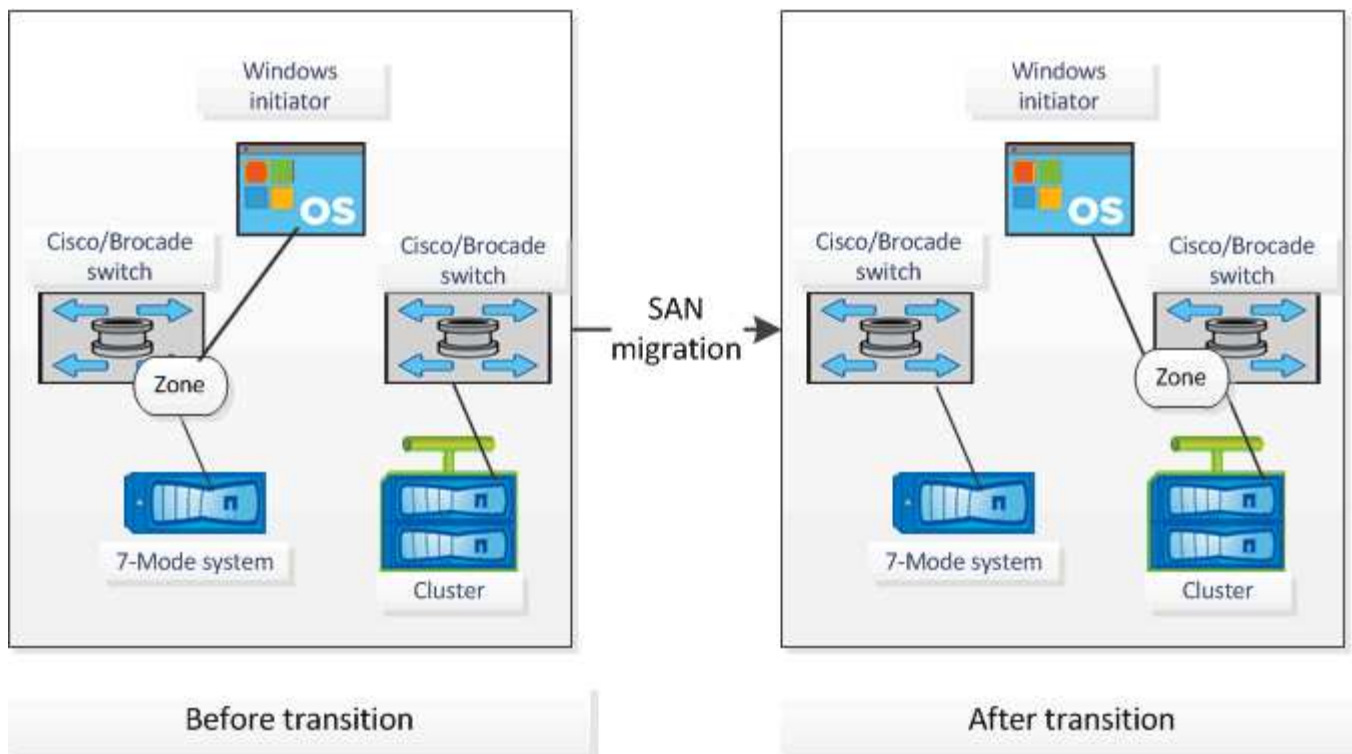 Windows
initiator
OS
Cisco/Brocade
switch
Cisco/Brocade
switch
Zone
n
7-Mode system
n
n
Cluster
SAN
migration
Windows
initiator
OS
Cisco/Brocade
switch
Cisco/Brocade
switch
Zone
n
7-Mode system
n
n
Cluster
Before transition
After transition